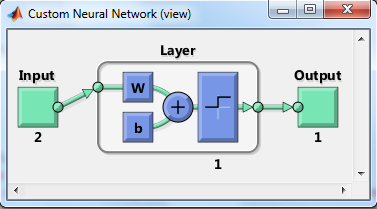 Custom Neural Network (view)
Layer
Input
Output
W
b
+
2
1
1